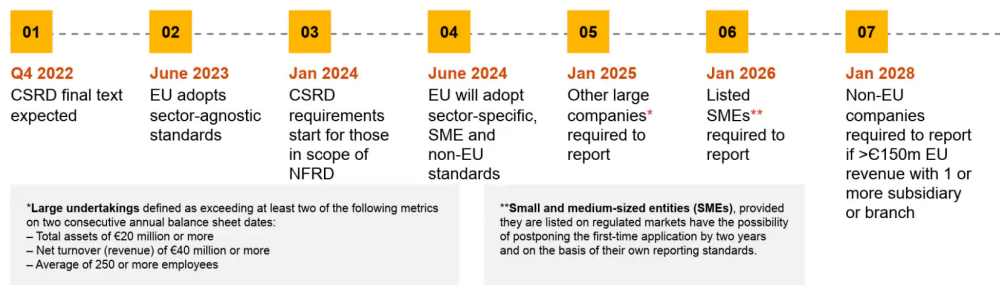 01
Q4 2022
CSRD final text
expected
02
June 2023
EU adopts
sector-agnostic
standards
03
Jan 2024
CSRD
requirements
start for those
in scope of
NFRD
04
June 2024
EU will adopt
sector-specific,
SME and
non-EU
standards
05
Jan 2025
Other large
companies*
required to
report
06
Jan 2026
Listed
SMEs**
required to
report
07
Jan 2028
Non-EU
companies
required to report
if >€150m EU
revenue with 1 or
more subsidiary
or branch
*Large undertakings defined as exceeding at least two of the following metrics
on two consecutive annual balance sheet dates:
– Total assets of €20 million or more
– Net turnover (revenue) of €40 million or more
– Average of 250 or more employees
**Small and medium-sized entities (SMEs), provided
they are listed on regulated markets have the possibility
of postponing the first-time application by two years
and on the basis of their own reporting standards.